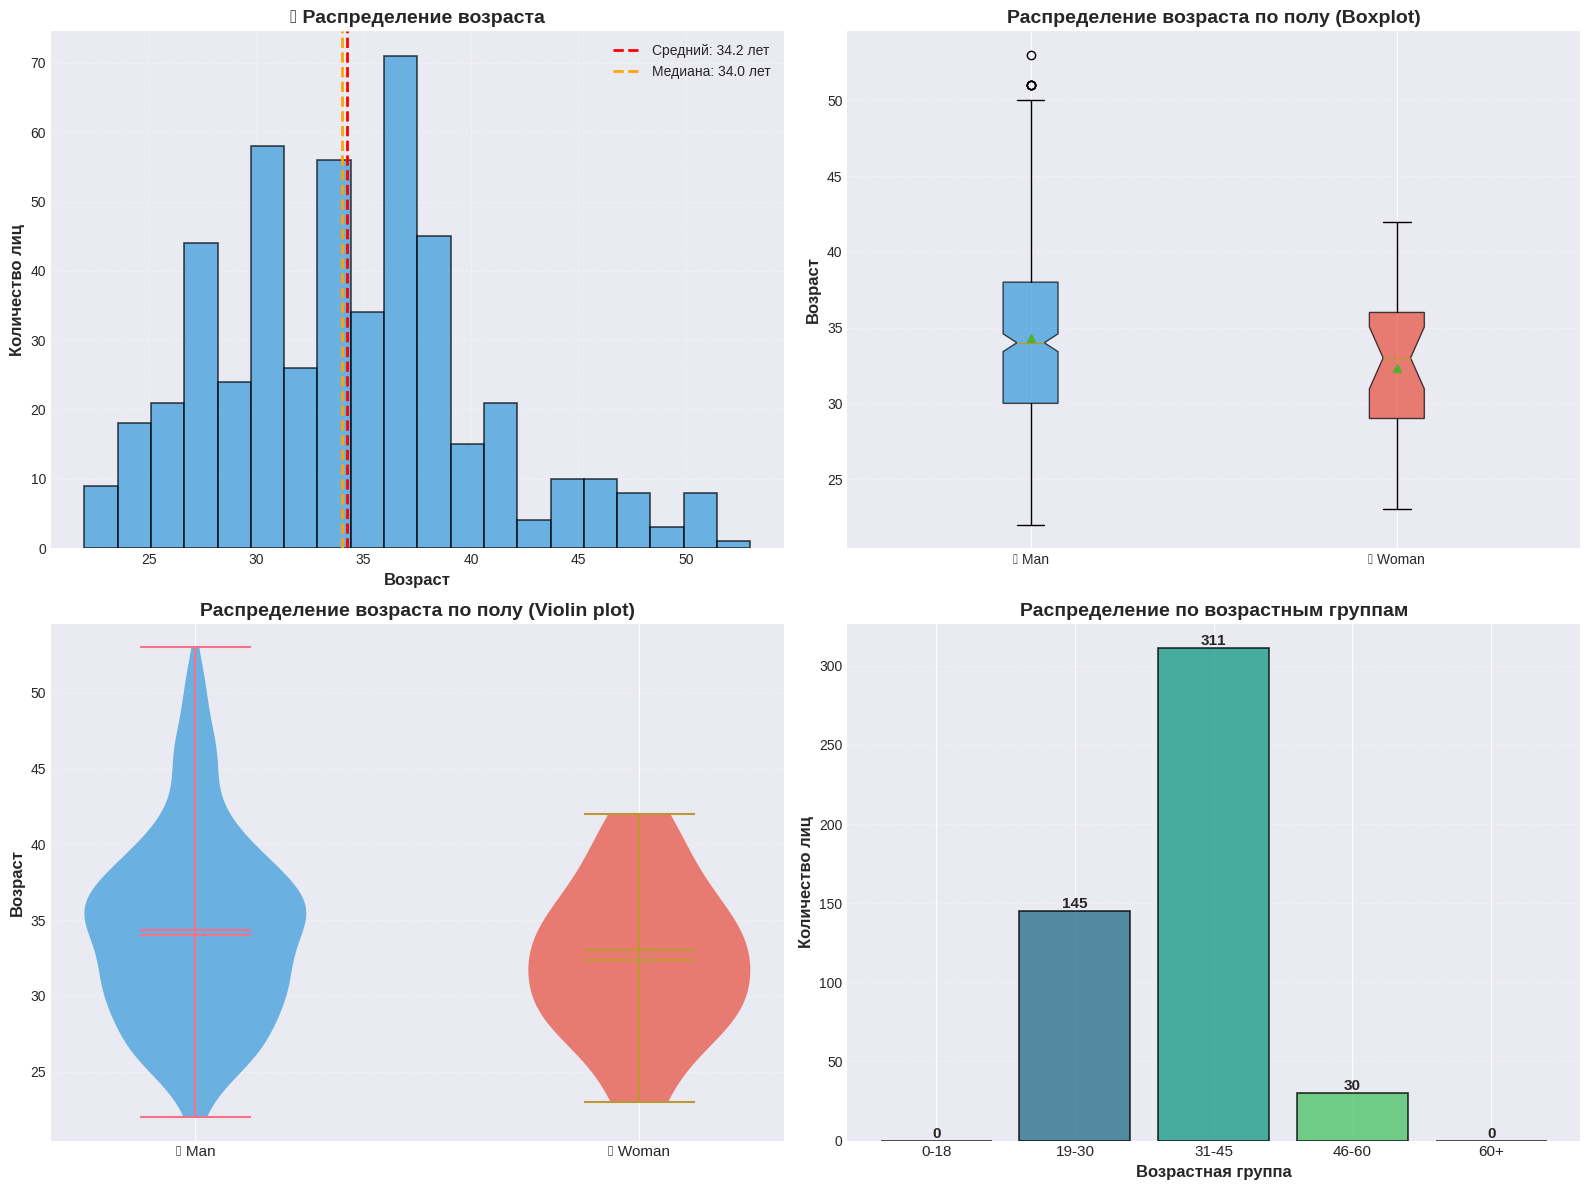 ▯ Распределение возраста
Количество лиц
70
60
50
40
30
20
10
0
Средний: 34.2 лет
Медиана: 34.0 лет
25 30 35 40 45 50
Возраст
Распределение возраста по полу (Boxplot)
Возраст
50
45
40
35
30
25
▯ Man ▯ Woman
Распределение возраста по полу (Violin plot)
Возраст
50
45
40
35
30
25
▯ Man ▯ Woman
Распределение по возрастным группам
Количество лиц
300
250
200
150
100
50
0
0 145 311 30 0
0-18 19-30 31-45 46-60 60+
Возрастная группа